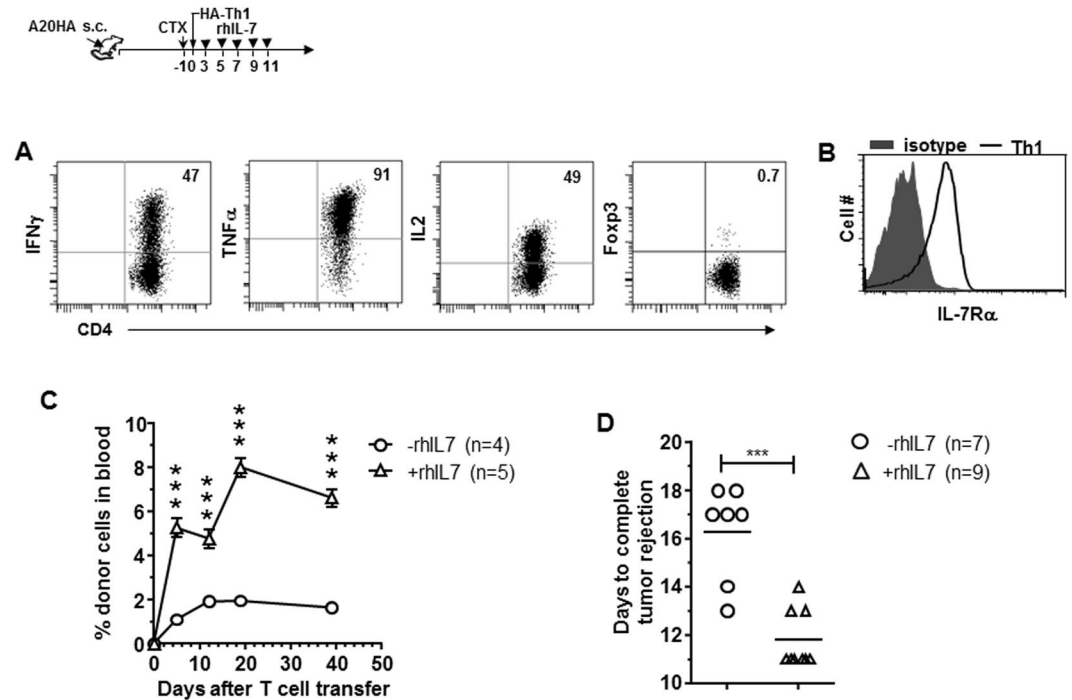 HA-Th1
A20HA s.c.
CTX
rhIL-7
-10 3 5 7 9 11
A
47
91
49
0.7
IFNγ
TNFα
IL2
Foxp3
CD4
B
isotype
Th1
Cell #
IL-7Rα
C
10
8
6
4
2
0
% donor cells in blood
***
***
***
***
0 10 20 30 40 50
Days after T cell transfer
-rhIL7 (n=4)
+rhIL7 (n=5)
D
20
18
16
14
12
10
Days to complete
tumor rejection
***
-rhIL7 (n=7)
+rhIL7 (n=9)